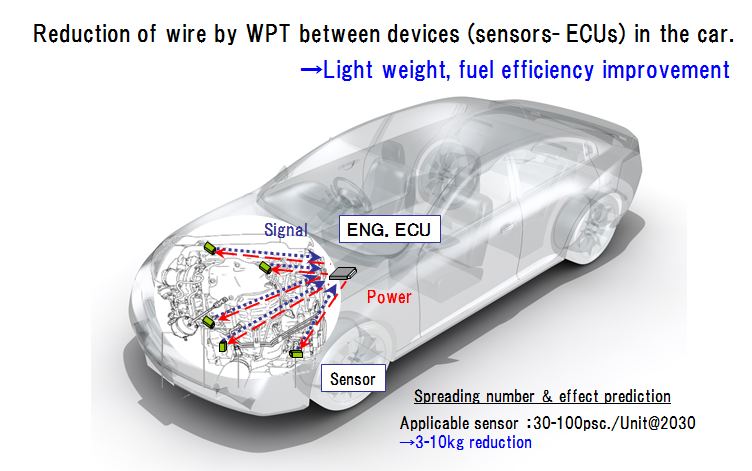 Reduction of wire by WPT between devices (sensors- ECUs) in the car.
→Light weight, fuel efficiency improvement
Signal
ENG. ECU
Power
Sensor
Spreading number & effect prediction
Applicable sensor :30-100psc./Unit@2030
→3-10kg reduction